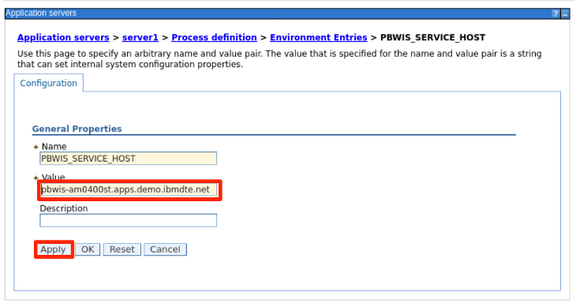 Application servers
Application servers > server1 > Process definition > Environment Entries > PBWIS_SERVICE_HOST
Use this page to specify an arbitrary name and value pair. The value that is specified for the name and value pair is a string
that can set internal system configuration properties.
Configuration
General Properties
Name
PBWIS_SERVICE_HOST
Value
pbwis-am0400st.apps.demo.ibmdte.net
Description
Apply OK Reset Cancel